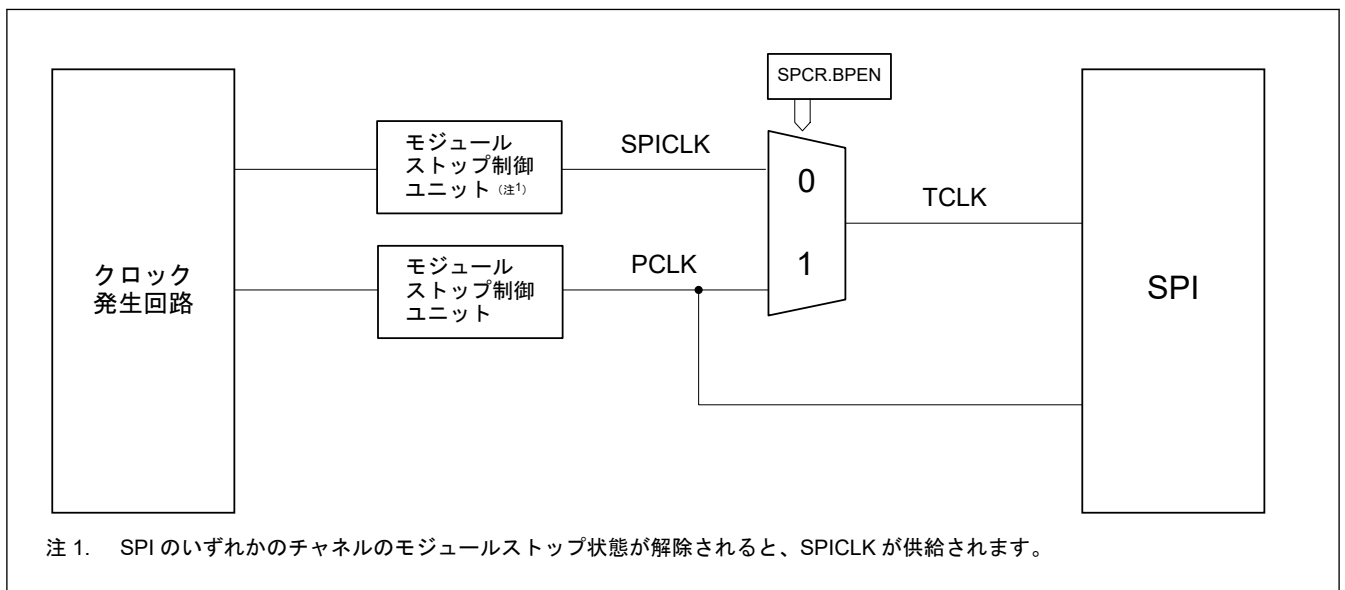 SPCR.BPEN
モジュール
ストップ制御
ユニット（注1）
SPICLK
0
TCLK
クロック
発生回路
モジュール
ストップ制御
ユニット
PCLK
1
SPI
注 1. SPI のいずれかのチャネルのモジュールストップ状態が解除されると、SPICLK が供給されます。